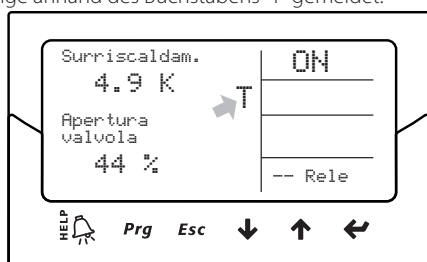 ige anhand des Buchstabens "T" gemeldet.
Surriscaldam.
4.9 K
Apertura
valvola
44 %
T
ON
-- Rele
HELP Prg Esc